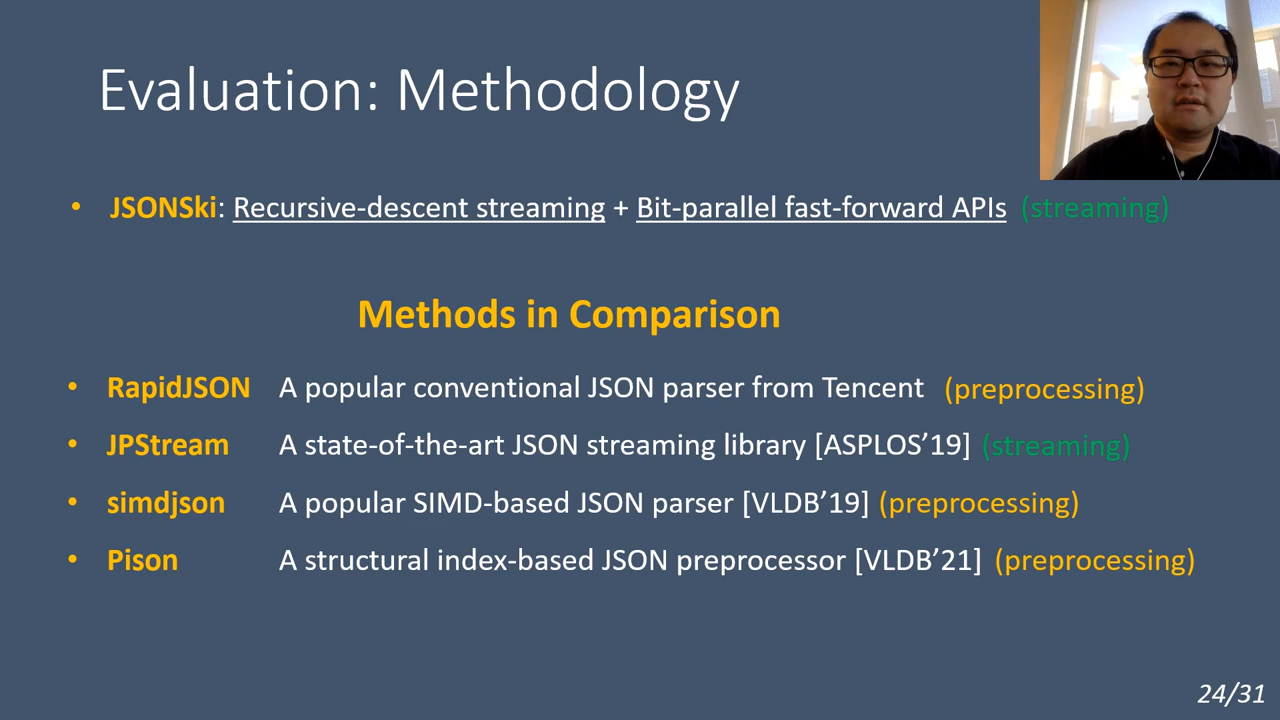 Evaluation: Methodology
• JSONSki: Recursive-descent streaming + Bit-parallel fast-forward APIs (streaming)
Methods in Comparison
• RapidJSON A popular conventional JSON parser from Tencent (preprocessing)
• JPStream A state-of-the-art JSON streaming library [ASPLOS’19] (streaming)
• simdjson A popular SIMD-based JSON parser [VLDB’19] (preprocessing)
• Pison A structural index-based JSON preprocessor [VLDB’21] (preprocessing)
24/31